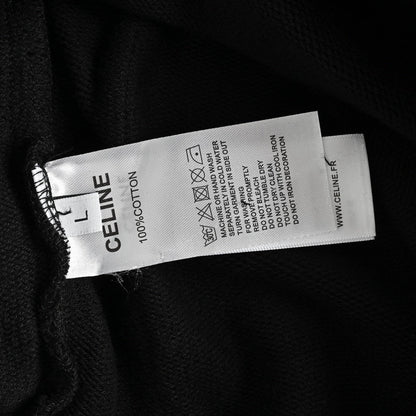 L
CELINE
100%COTTON
MACHINE OR HAND WASH
SEPARATELY IN COLD WATER
TURN GARMENT IN SIDE OUT
FOR WASHING
REMOVE PROMPTLY
DO NOT BLEACH
DO NOT TUMBLE DRY
DO NOT DRY CLEAN
TOUCH UP WITH COOL IRON
DO NOT IRON DECORATION
WWW.CELINE.FR